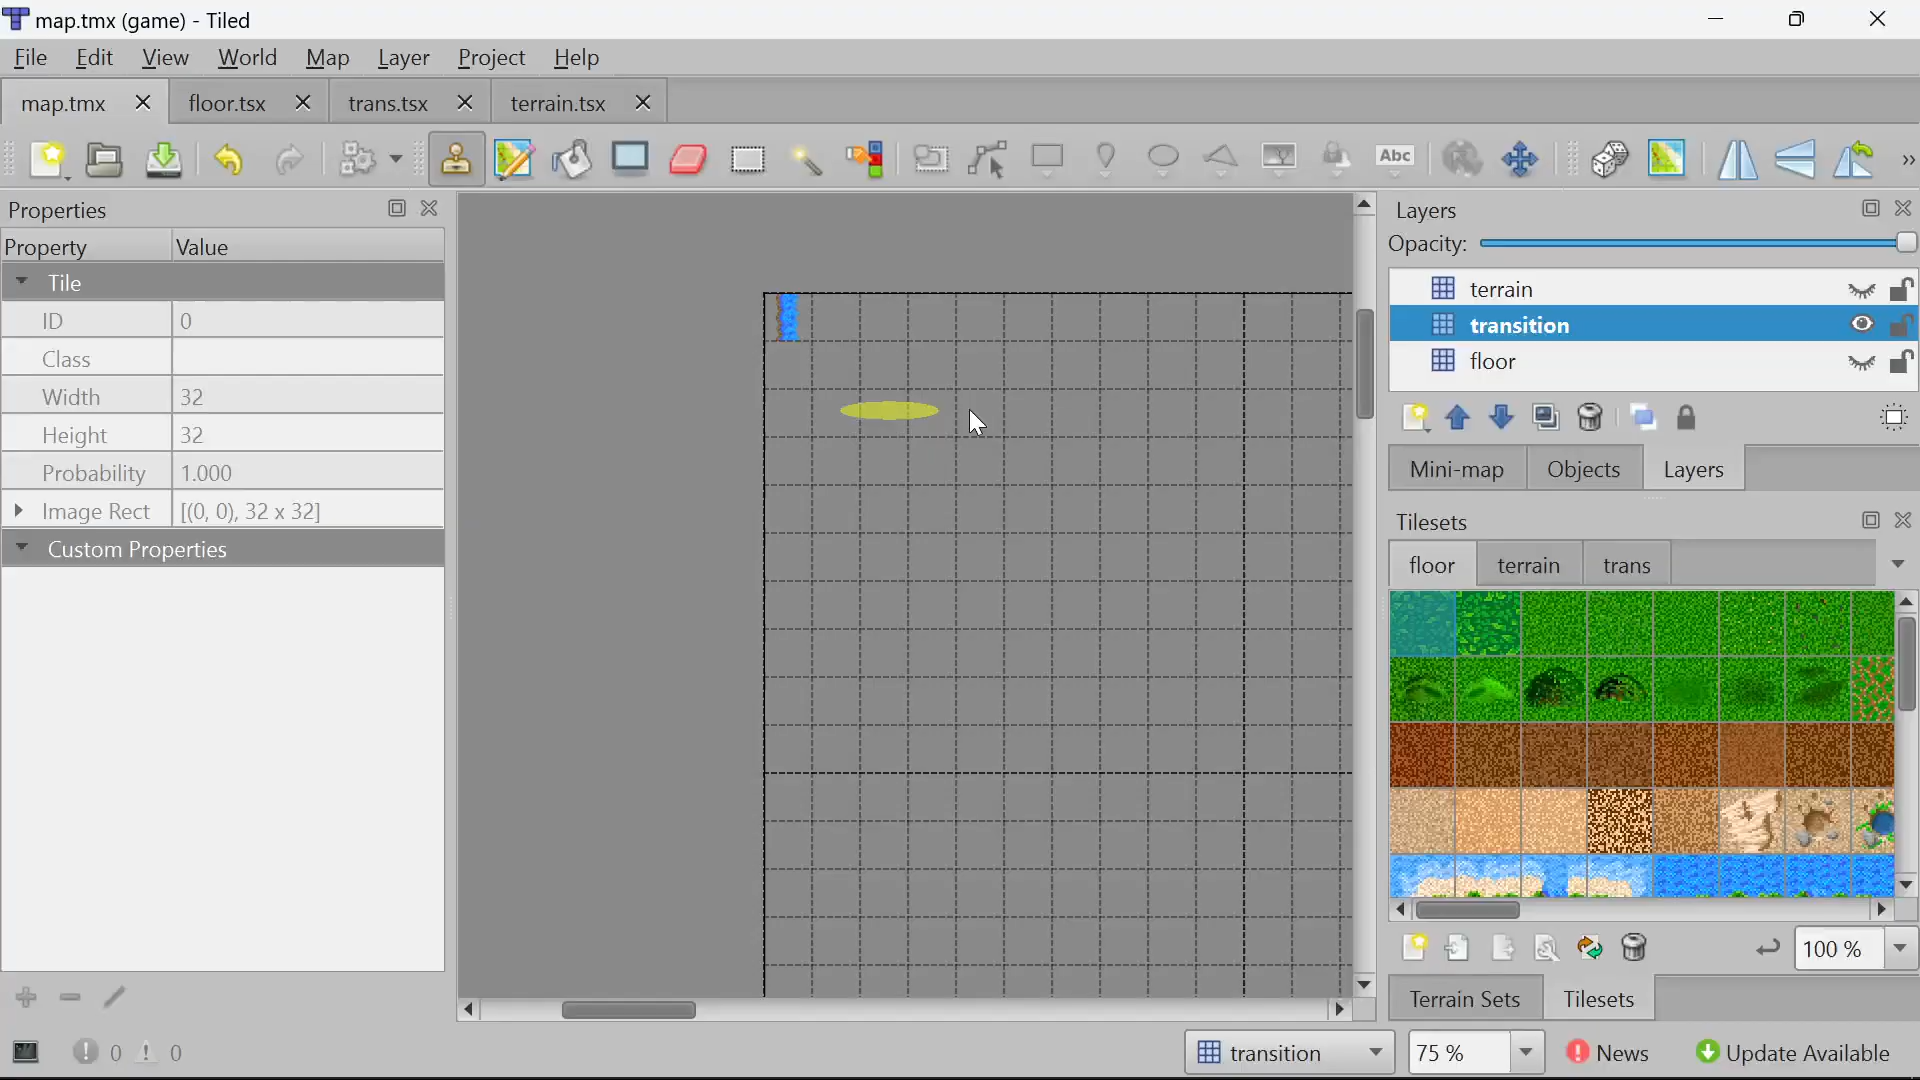 map.tmx (game) - Tiled
File Edit View World Map Layer Project Help
map.tmx floor.tsx trans.tsx terrain.tsx
Abc
Properties
Property Value
Tile
ID 0
Class
Width 32
Height 32
Probability 1.000
Image Rect [(0, 0), 32 x 32]
Custom Properties
Layers
Opacity:
terrain
transition
floor
Mini-map Objects Layers
Tilesets
floor terrain trans
100 %
Terrain Sets Tilesets
0 0 transition 75 % News Update Available